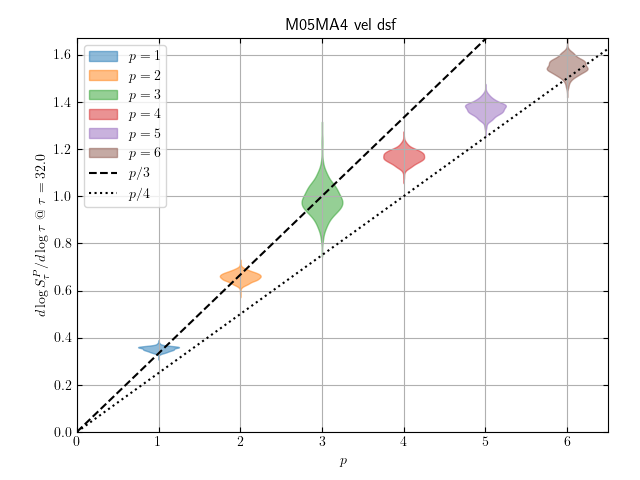 M05MA4 vel dsf
d log S_τ^P / d log τ @ τ = 32.0
1.6
1.4
1.2
1.0
0.8
0.6
0.4
0.2
0.0
p = 1
p = 2
p = 3
p = 4
p = 5
p = 6
p/3
p/4
0 1 2 3 4 5 6
p